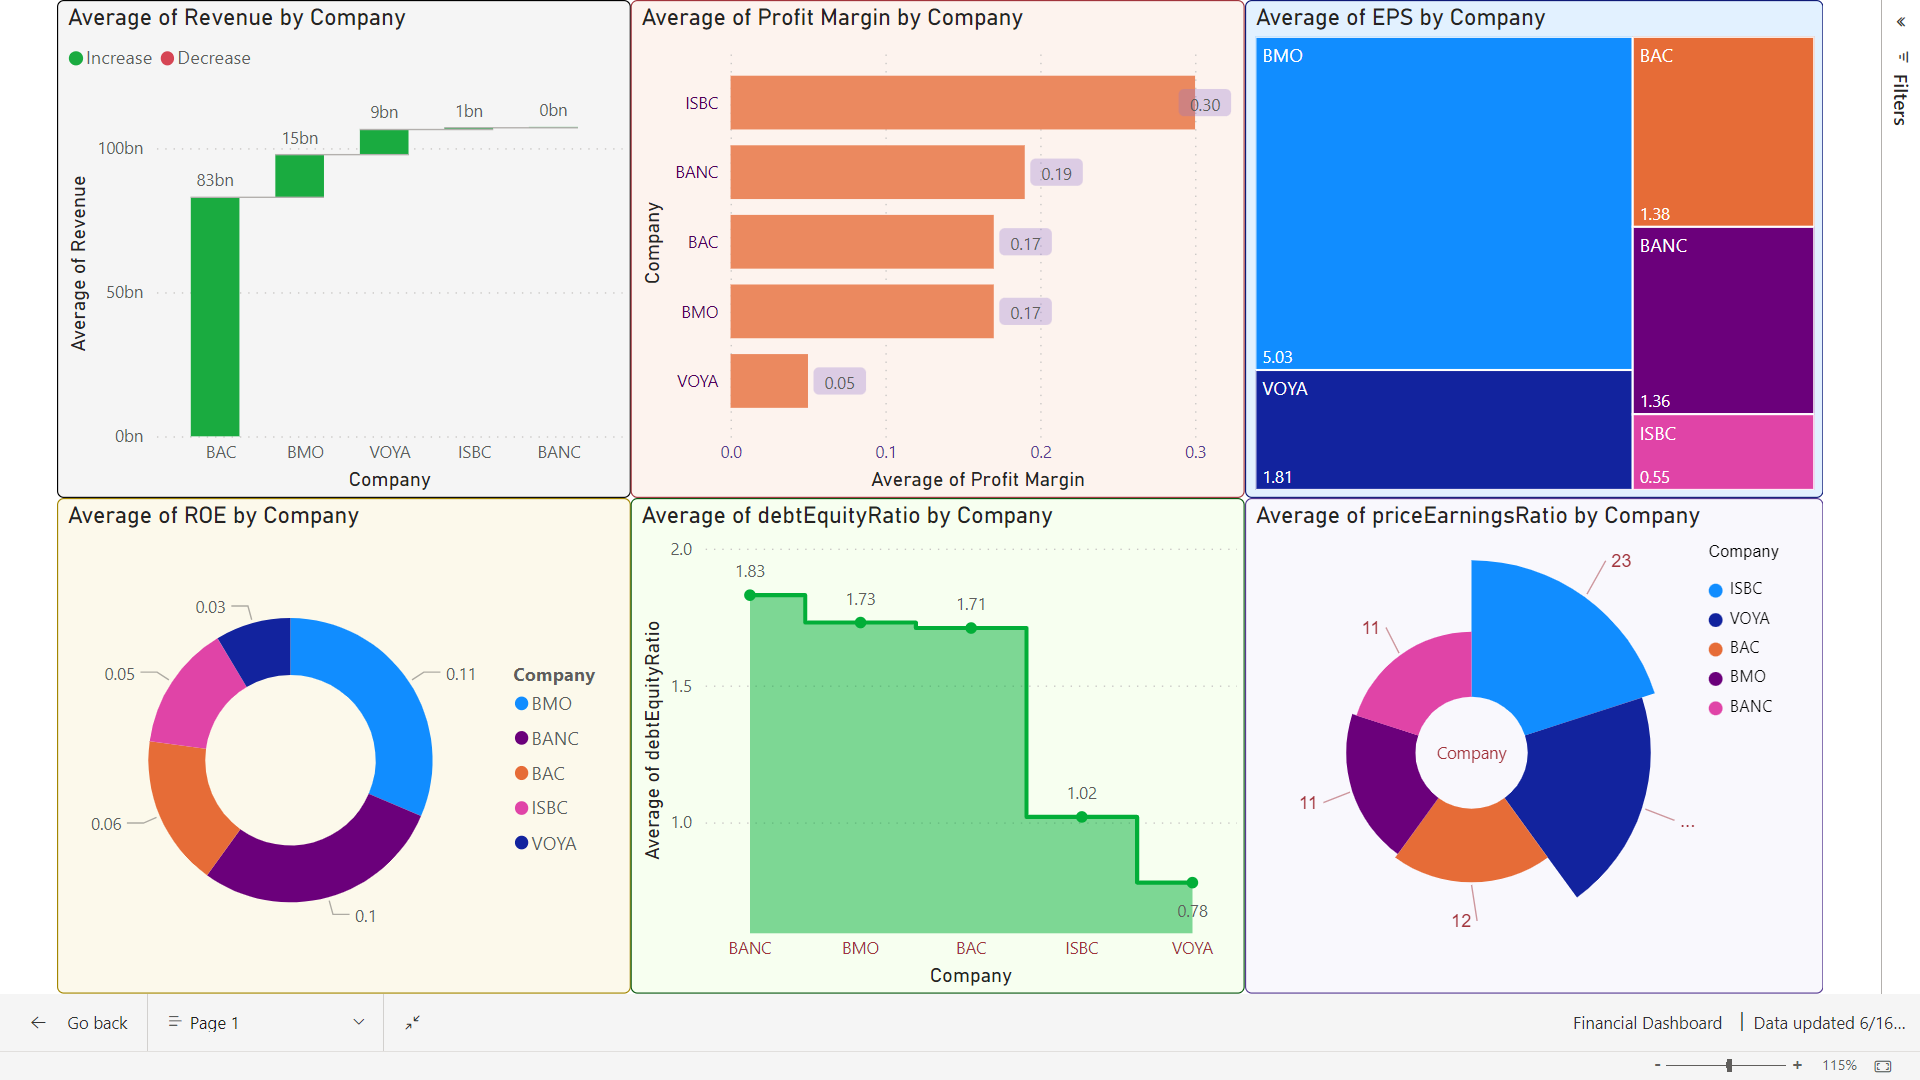 Average of Revenue by Company
Increase Decrease
83bn
15bn
9bn
1bn
0bn
100bn
50bn
0bn
Average of Revenue
BAC BMO VOYA ISBC BANC
Company
Average of Profit Margin by Company
Company
ISBC 0.30
BANC 0.19
BAC 0.17
BMO 0.17
VOYA 0.05
0.0 0.1 0.2 0.3
Average of Profit Margin
Average of EPS by Company
BMO
5.03
VOYA
1.81
BAC
1.38
BANC
1.36
ISBC
0.55
« 
Filters
Average of ROE by Company
0.03
0.11
0.05
0.06
0.1
Company
BMO
BANC
BAC
ISBC
VOYA
Average of debtEquityRatio by Company
Average of debtEquityRatio
2.0
1.5
1.0
1.83
1.73
1.71
1.02
0.78
BANC BMO BAC ISBC VOYA
Company
Average of priceEarningsRatio by Company
23
11
11
12
...
Company
Company
ISBC
VOYA
BAC
BMO
BANC
Go back
Page 1
Financial Dashboard | Data updated 6/16...
- + 115%